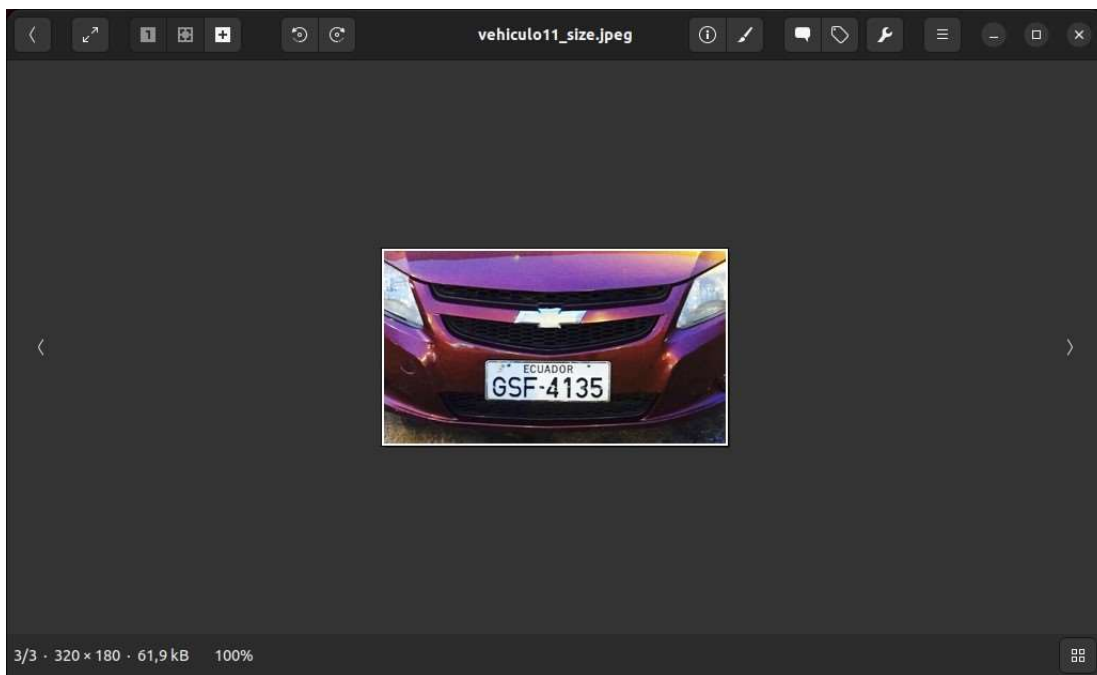 vehiculo11_size.jpeg
ECUADOR
GSF-4135
3/3 · 320 × 180 · 61,9 kB 100%